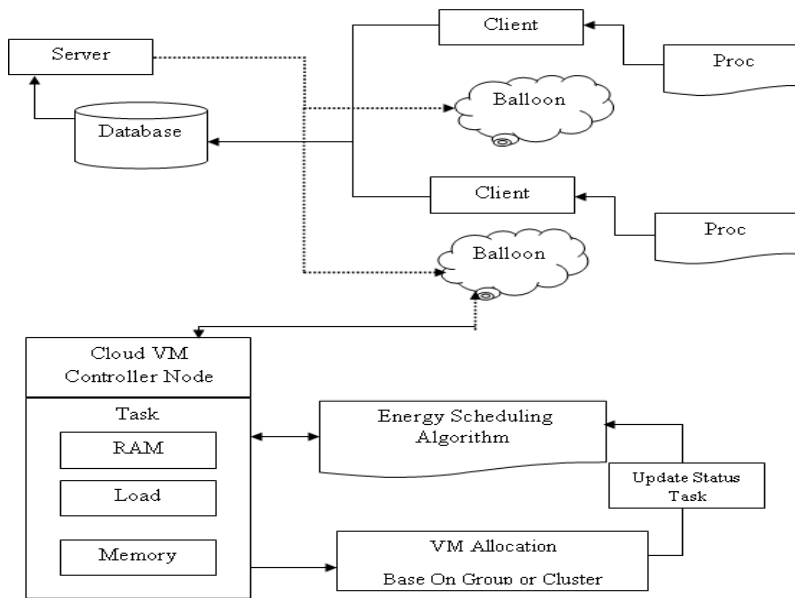 Client
Server
Proc
Balloon
Database
Client
Proc
Balloon
Cloud VM
Controller Node
Task
RAM
Load
Memory
Energy Scheduling
Algorithm
Update Status
Task
VM Allocation
Base On Group or Cluster